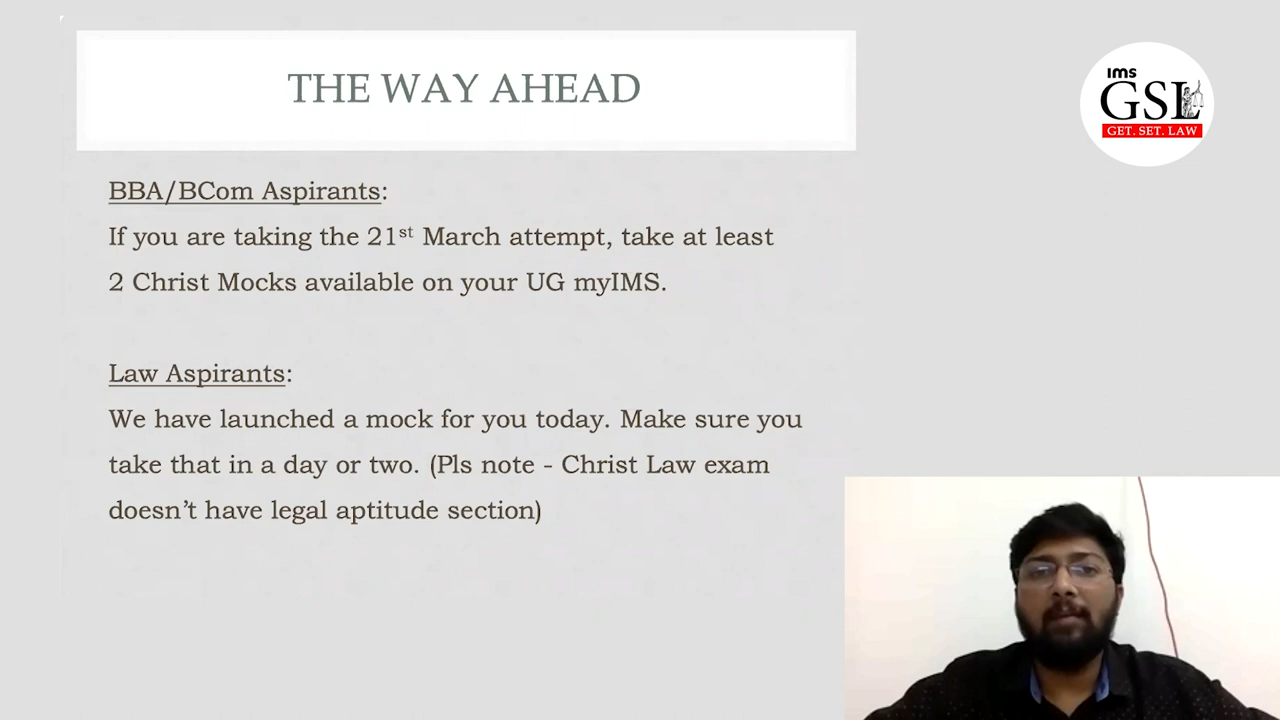 THE WAY AHEAD
ims
GSL
GET. SET. LAW
BBA/BCom Aspirants:
If you are taking the 21st March attempt, take at least
2 Christ Mocks available on your UG myIMS.
Law Aspirants:
We have launched a mock for you today. Make sure you
take that in a day or two. (Pls note - Christ Law exam
doesn’t have legal aptitude section)